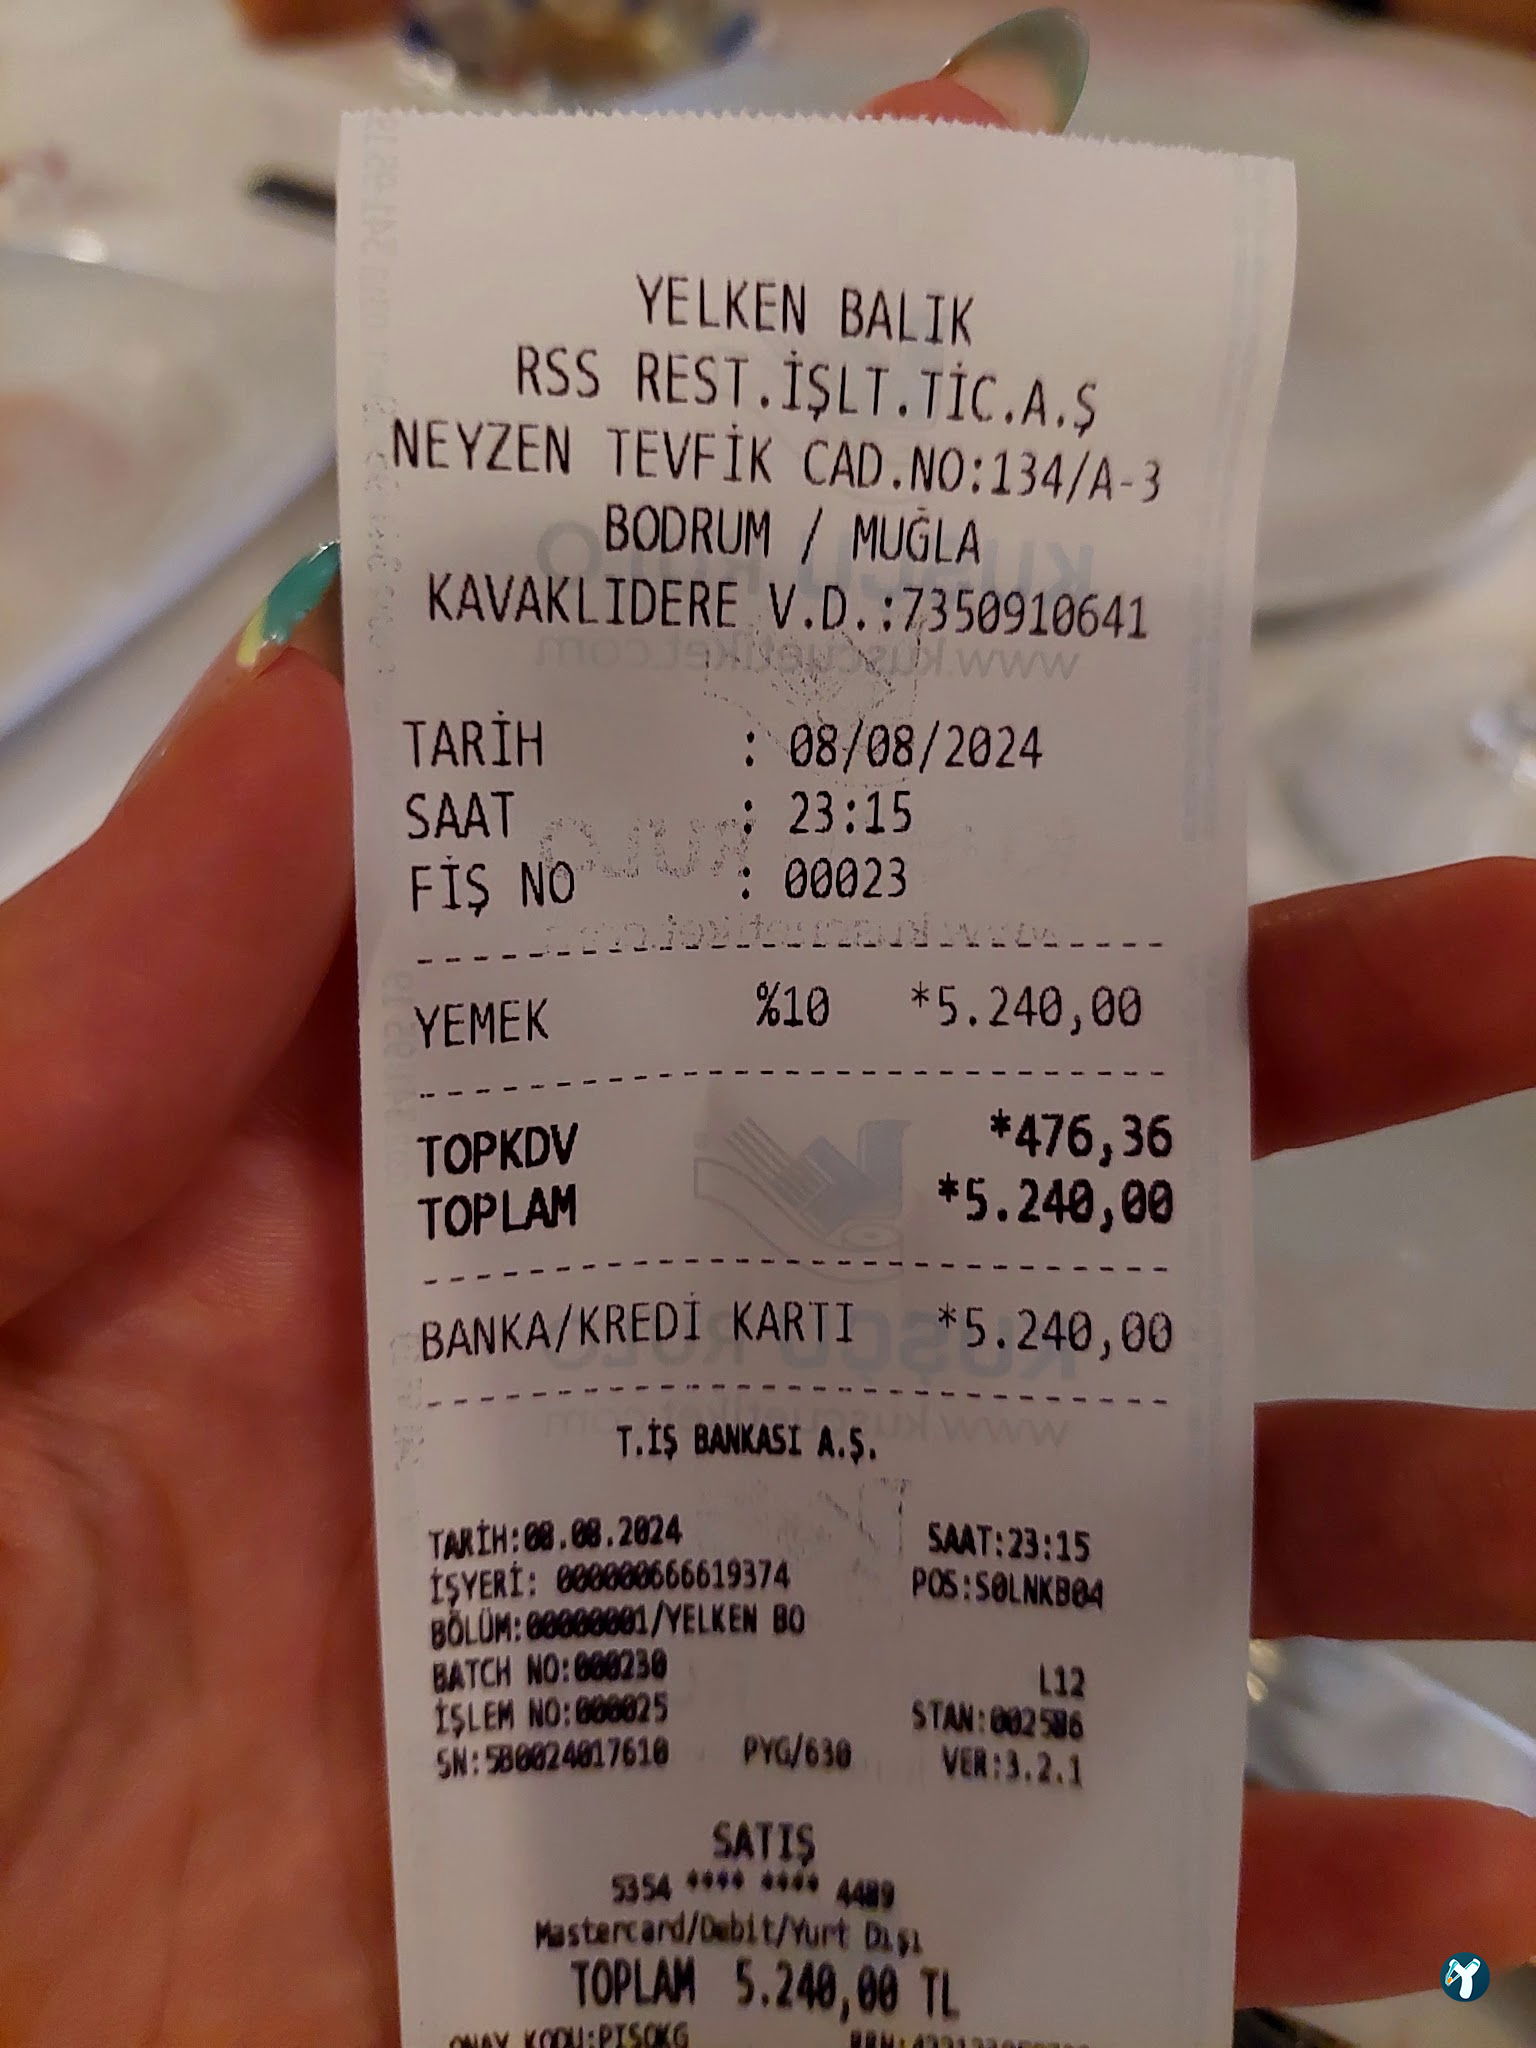 YELKEN BALIK
RSS REST.İŞLT.TİC.A.Ş
NEYZEN TEVFİK CAD.NO:134/A-3
BODRUM / MUĞLA
KAVAKLIDERE V.D.:7350910641
TARİH : 08/08/2024
SAAT : 23:15
FİŞ NO : 00023
YEMEK %10 *5.240,00
TOPKDV *476,36
TOPLAM *5.240,00
BANKA/KREDİ KARTI *5.240,00
T.İŞ BANKASI A.Ş.
TARİH:08.08.2024 SAAT:23:15
İŞYERİ: 000000666619374 POS:S0LNKB04
BÖLÜM:00000001/YELKEN BO
BATCH NO:000230 L12
İŞLEM NO:000025 STAN:002586
SN:5B0024017610 PYG/630 VER:3.2.1
SATIŞ
5354 **** **** 4489
Mastercard/Debit/Yurt Dışı
TOPLAM 5.240,00 TL
ONAY KODU: